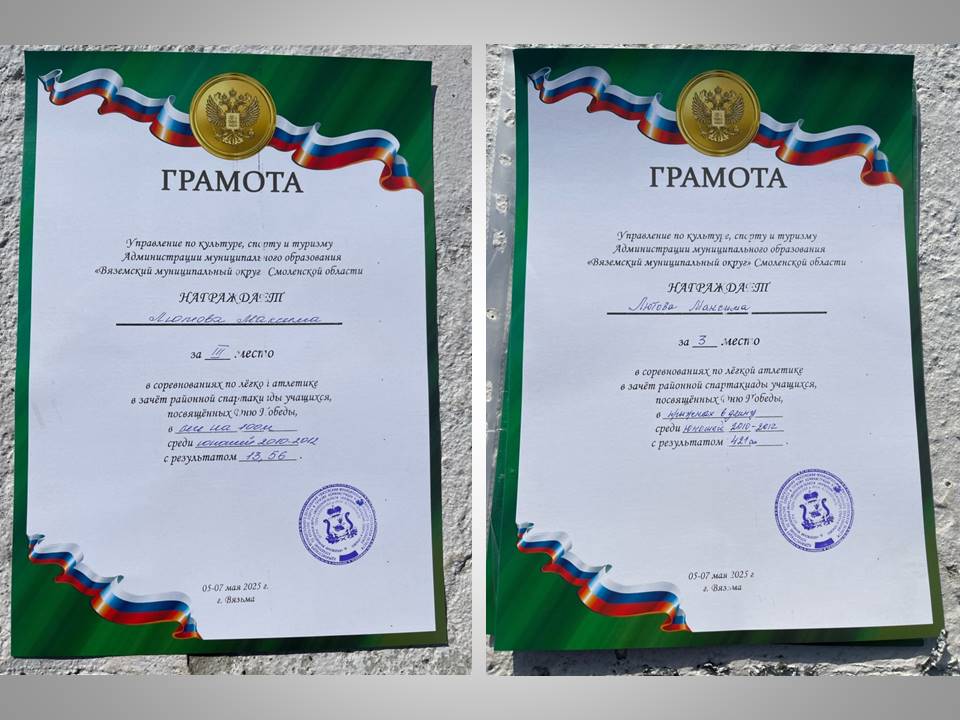 ГРАМОТА
Управление по культуре, спорту и туризму
Администрации муниципального образования
«Вяземский муниципальный округ» Смоленской области
НАГРАЖДАЕТ
Лютова Максима
за III место
в соревнованиях по лёгкой атлетике
в зачёт районной спартакиады учащихся,
посвящённых Дню Победы,
в беге на 100м
среди юношей 2010-2012
с результатом 13,56 .
05-07 мая 2025 г.
г. Вязьма
ГРАМОТА
Управление по культуре, спорту и туризму
Администрации муниципального образования
«Вяземский муниципальный округ» Смоленской области
НАГРАЖДАЕТ
Лютова Максима
за 3 место
в соревнованиях по лёгкой атлетике
в зачёт районной спартакиады учащихся,
посвящённых Дню Победы,
в прыжках в длину
среди юношей 2010-2012
с результатом 421см .
05-07 мая 2025 г
г. Вязьма